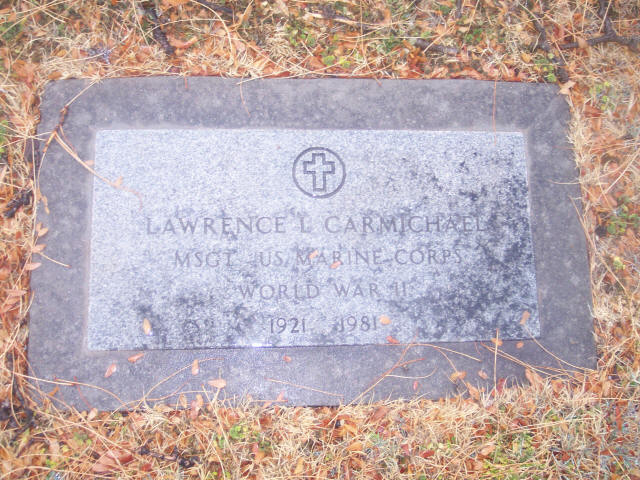 LAWRENCE L CARMICHAEL
MSGT US MARINE CORPS
WORLD WAR II
1921 1981